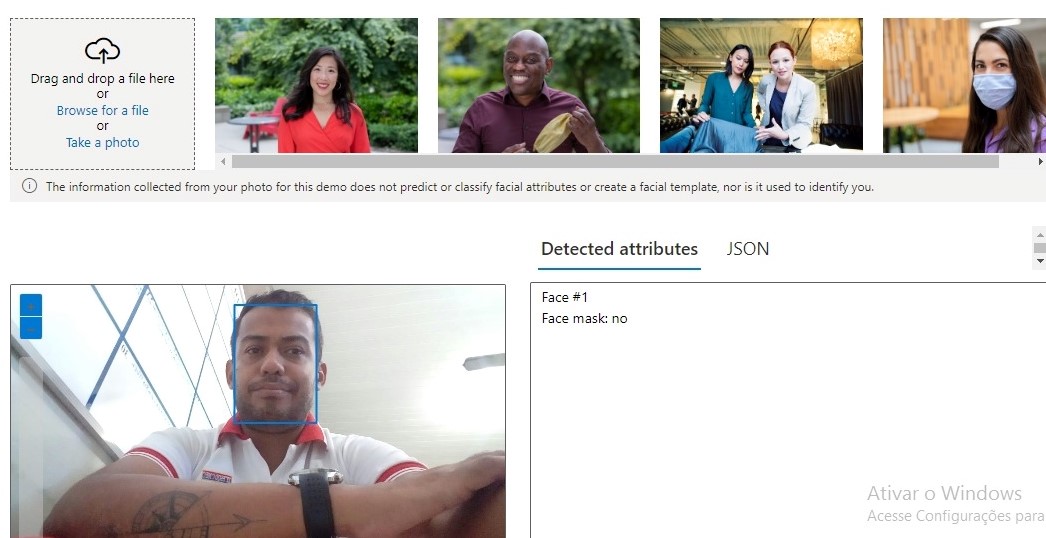 Drag and drop a file here
or
Browse for a file
or
Take a photo
The information collected from your photo for this demo does not predict or classify facial attributes or create a facial template, nor is it used to identify you.
Detected attributes
JSON
Face #1
Face mask: no
Ativar o Windows
Acesse Configurações para